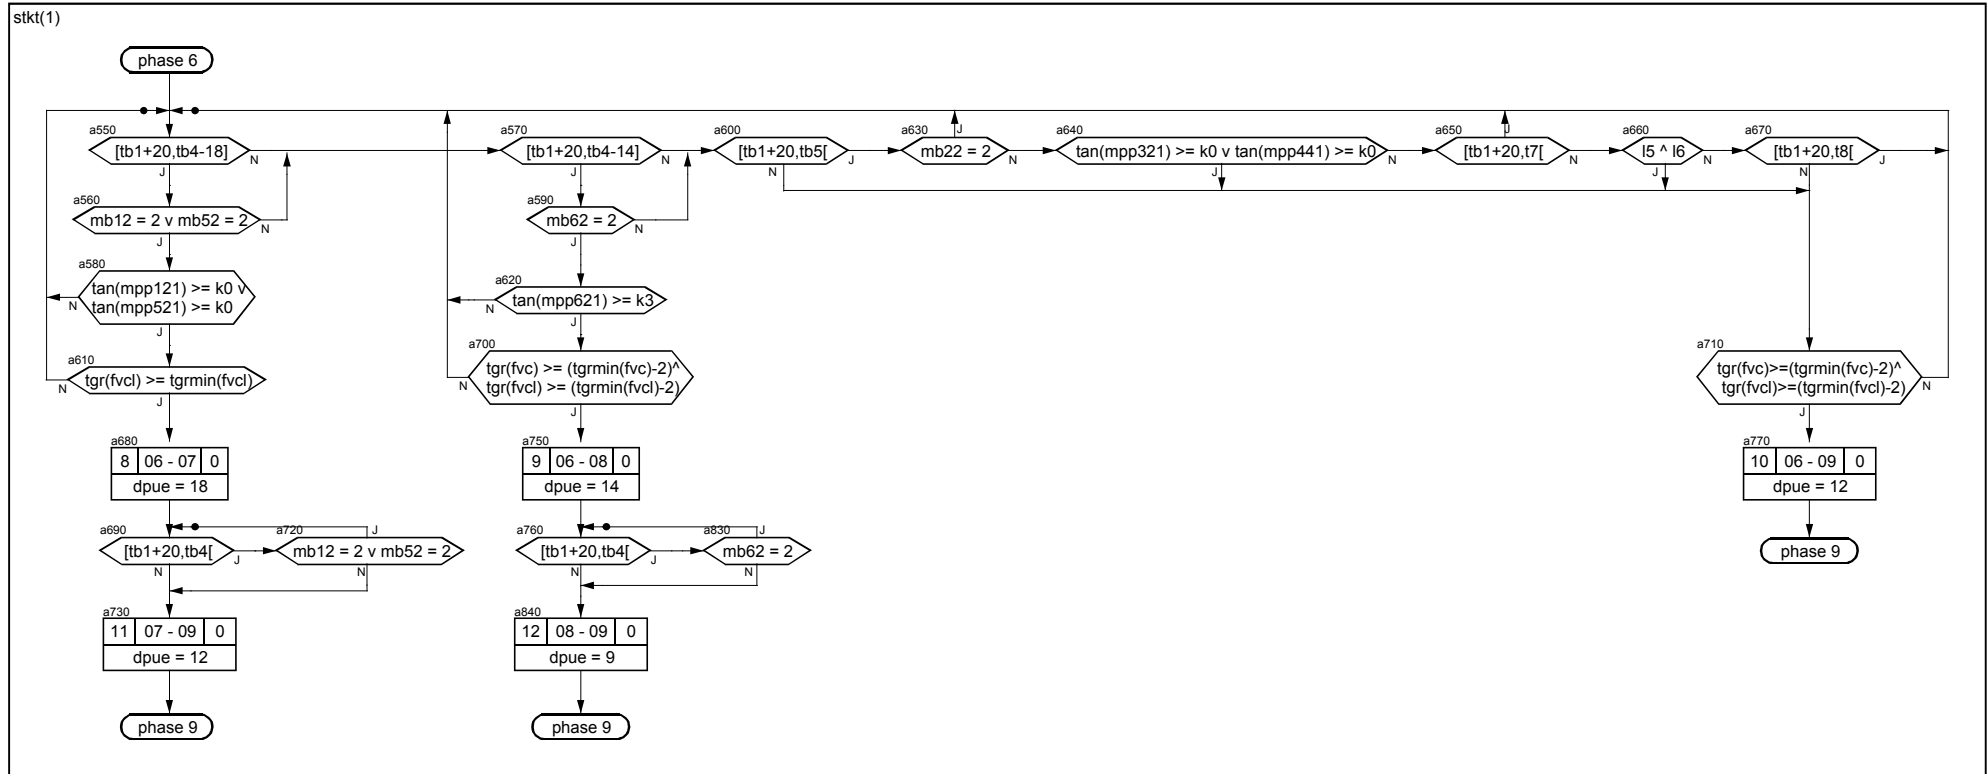 stkt(1)
phase 6
a550
[tb1+20,tb4-18]
N
J
a570
[tb1+20,tb4-14]
N
J
a600
[tb1+20,tb5[
J
N
a630
J
mb22 = 2
N
a640
tan(mpp321) >= k0 v tan(mpp441) >= k0
N
J
a650
J
[tb1+20,t7[
N
a660
l5 ^ l6
N
J
a670
[tb1+20,t8[
J
N
a560
mb12 = 2 v mb52 = 2
N
J
a590
mb62 = 2
N
J
a580
tan(mpp121) >= k0 v
tan(mpp521) >= k0
N
J
a620
tan(mpp621) >= k3
N
J
a610
tgr(fvcl) >= tgrmin(fvcl)
N
J
a700
tgr(fvc) >= (tgrmin(fvc)-2)^
tgr(fvcl) >= (tgrmin(fvcl)-2)
N
J
a710
tgr(fvc)>=(tgrmin(fvc)-2)^
tgr(fvcl)>=(tgrmin(fvcl)-2)
N
J
a680
8 06 - 07 0
dpue = 18
a750
9 06 - 08 0
dpue = 14
a770
10 06 - 09 0
dpue = 12
a690
[tb1+20,tb4[
J
N
a720
J
mb12 = 2 v mb52 = 2
N
a760
[tb1+20,tb4[
J
N
a830
J
mb62 = 2
N
phase 9
a730
11 07 - 09 0
dpue = 12
a840
12 08 - 09 0
dpue = 9
phase 9
phase 9